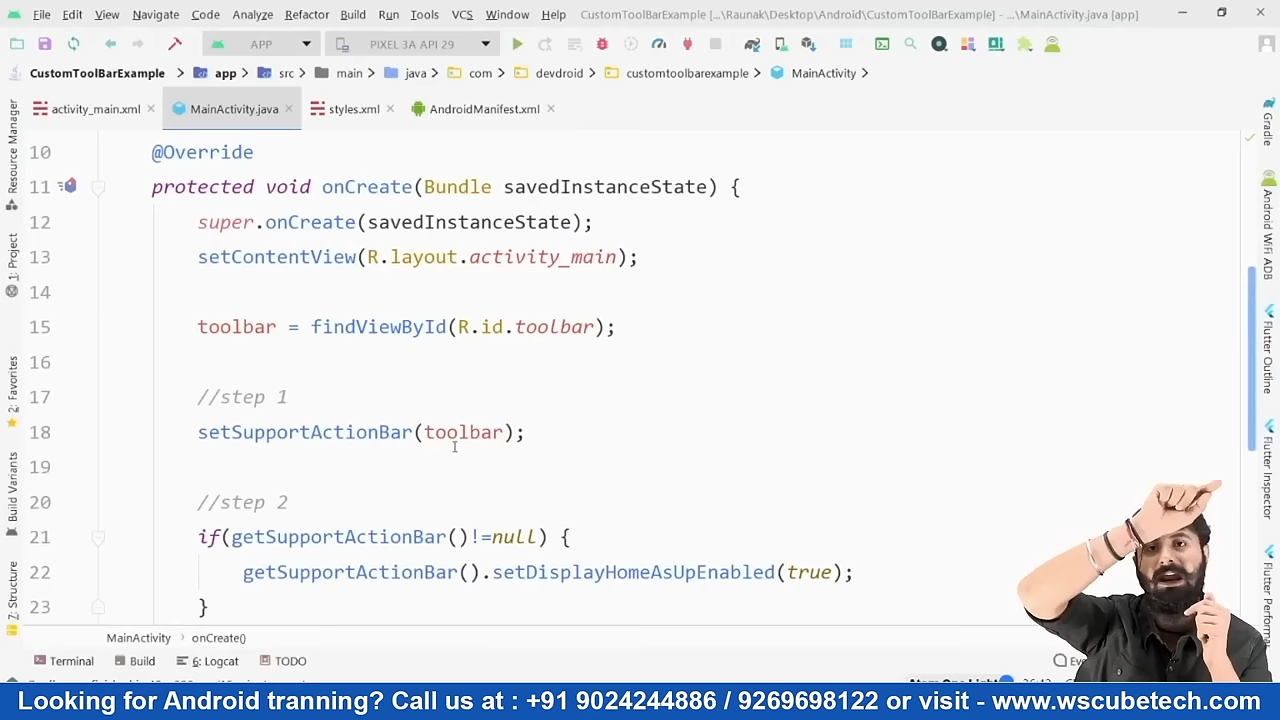 File Edit View Navigate Code Analyze Refactor Build Run Tools VCS Window Help CustomToolBarExample [...\Raunak\Desktop\Android\CustomToolBarExample] - ...\MainActivity.java [app]
APP PIXEL 3A API 29
CustomToolBarExample app src main java com devdroid customtoolbarexample MainActivity
activity_main.xml MainActivity.java styles.xml AndroidManifest.xml
10 @Override
11 protected void onCreate(Bundle savedInstanceState) {
12 super.onCreate(savedInstanceState);
13 setContentView(R.layout.activity_main);
14
15 toolbar = findViewById(R.id.toolbar);
16
17 //step 1
18 setSupportActionBar(toolbar);
19
20 //step 2
21 if(getSupportActionBar()!=null) {
22 getSupportActionBar().setDisplayHomeAsUpEnabled(true);
23 }
MainActivity onCreate()
Terminal Build 6: Logcat TODO
Resource Manager
1: Project
2: Favorites
Build Variants
7: Structure
Gradle
Android WiFi ADB
Flutter Outline
Flutter Inspector
Flutter Performa
Looking for Android tranning? Call us at : +91 9024244886 / 9269698122 or visit - www.wscubetech.com